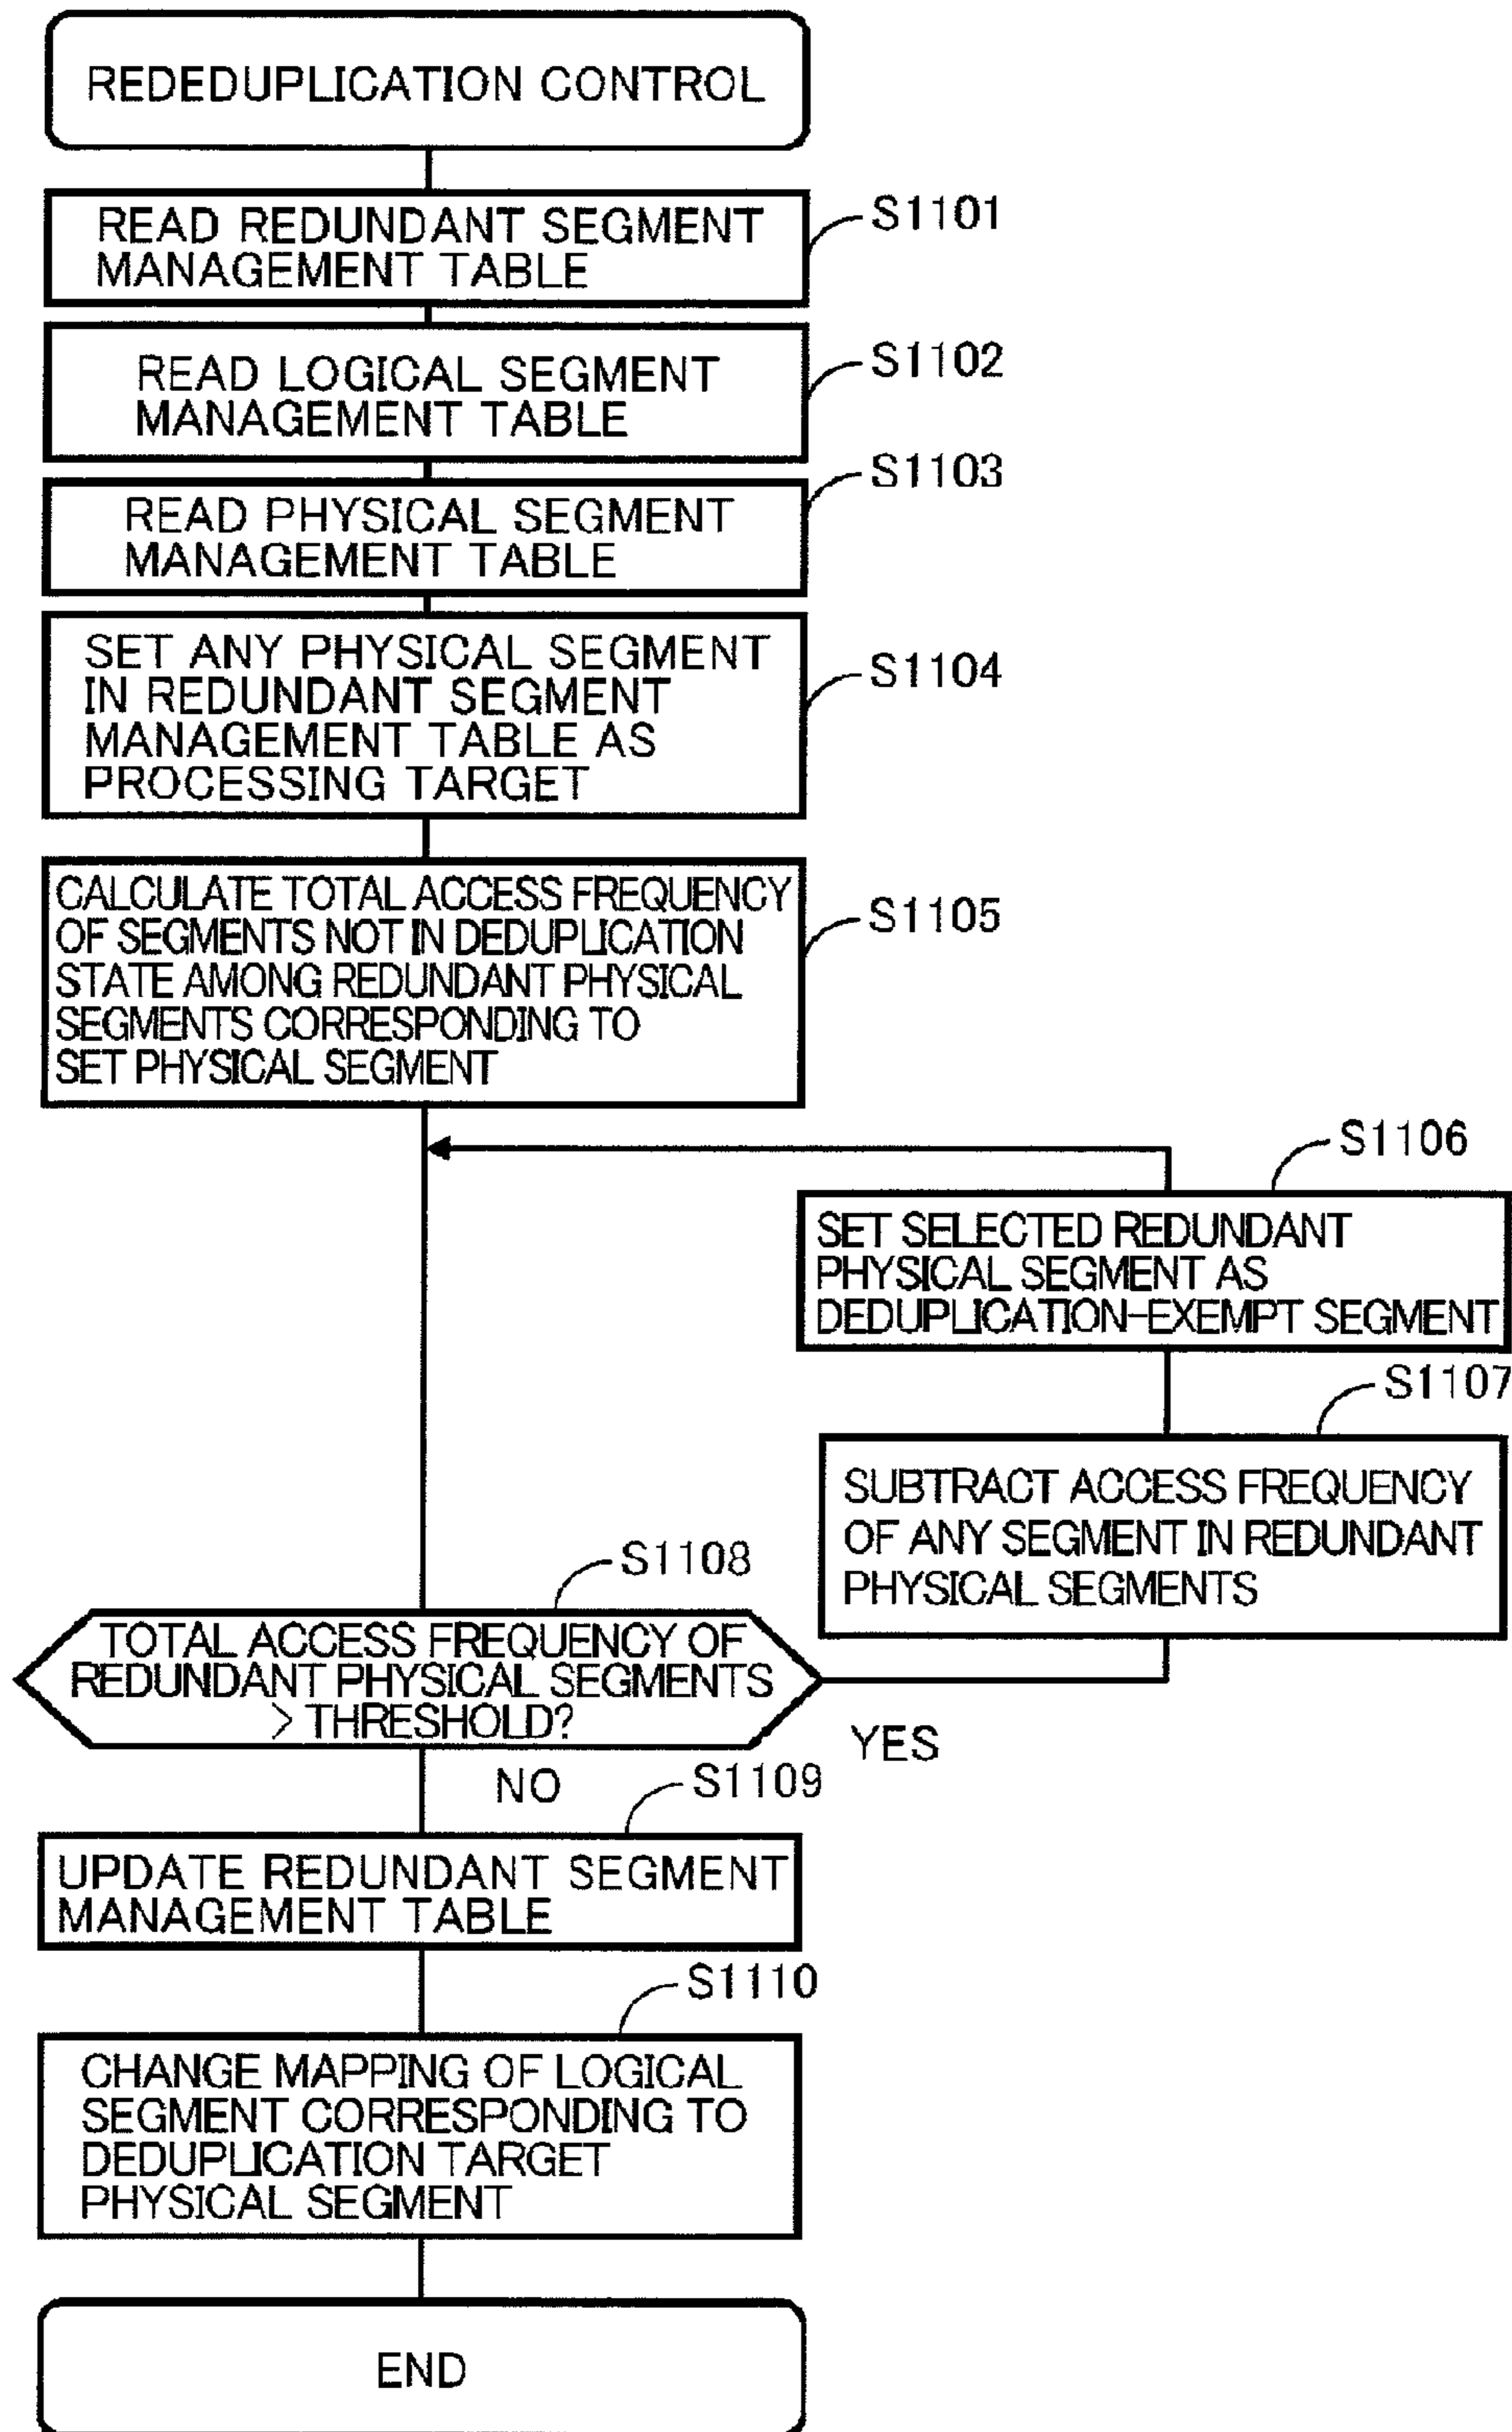 REDEDUPLICATION CONTROL
READ REDUNDANT SEGMENT
MANAGEMENT TABLE
S1101
READ LOGICAL SEGMENT
MANAGEMENT TABLE
S1102
READ PHYSICAL SEGMENT
MANAGEMENT TABLE
S1103
SET ANY PHYSICAL SEGMENT
IN REDUNDANT SEGMENT
MANAGEMENT TABLE AS
PROCESSING TARGET
S1104
CALCULATE TOTAL ACCESS FREQUENCY
OF SEGMENTS NOT IN DEDUPLICATION
STATE AMONG REDUNDANT PHYSICAL
SEGMENTS CORRESPONDING TO
SET PHYSICAL SEGMENT
S1105
S1106
SET SELECTED REDUNDANT
PHYSICAL SEGMENT AS
DEDUPLICATION-EXEMPT SEGMENT
S1107
SUBTRACT ACCESS FREQUENCY
OF ANY SEGMENT IN REDUNDANT
PHYSICAL SEGMENTS
S1108
TOTAL ACCESS FREQUENCY OF
REDUNDANT PHYSICAL SEGMENTS
> THRESHOLD?
YES
NO
S1109
UPDATE REDUNDANT SEGMENT
MANAGEMENT TABLE
S1110
CHANGE MAPPING OF LOGICAL
SEGMENT CORRESPONDING TO
DEDUPLICATION TARGET
PHYSICAL SEGMENT
END